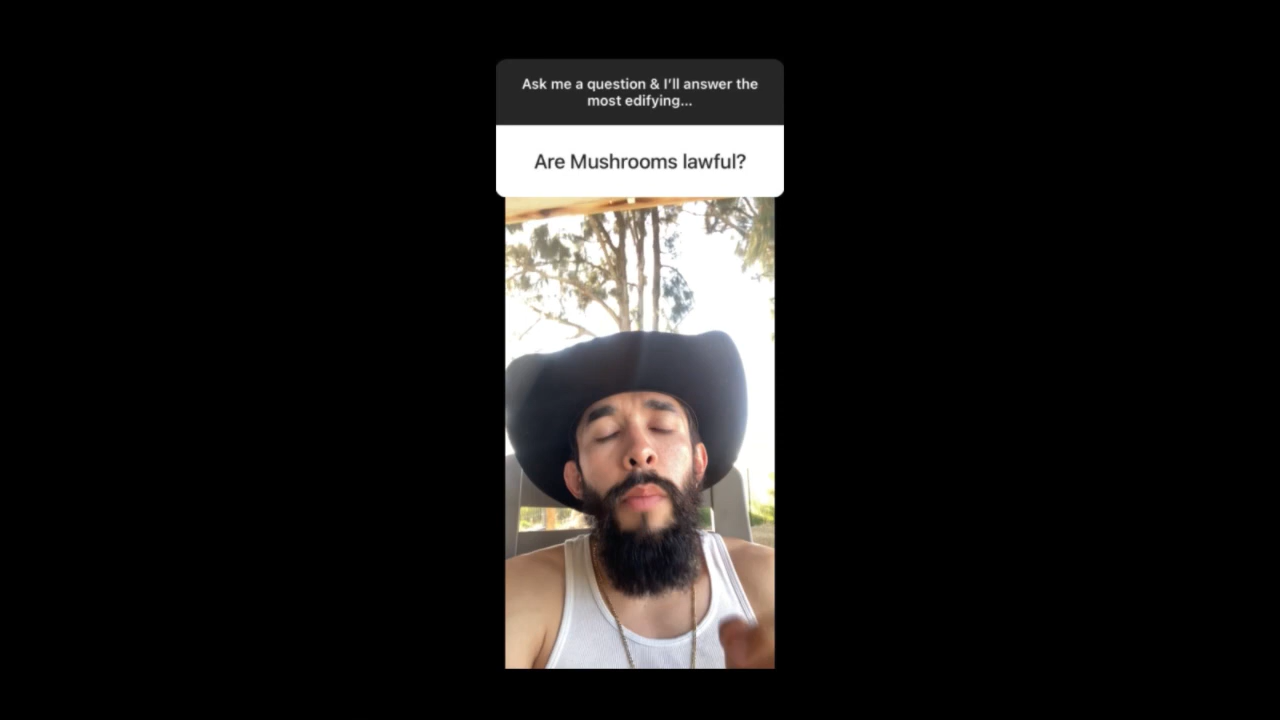 Ask me a question & I’ll answer the
most edifying...
Are Mushrooms lawful?